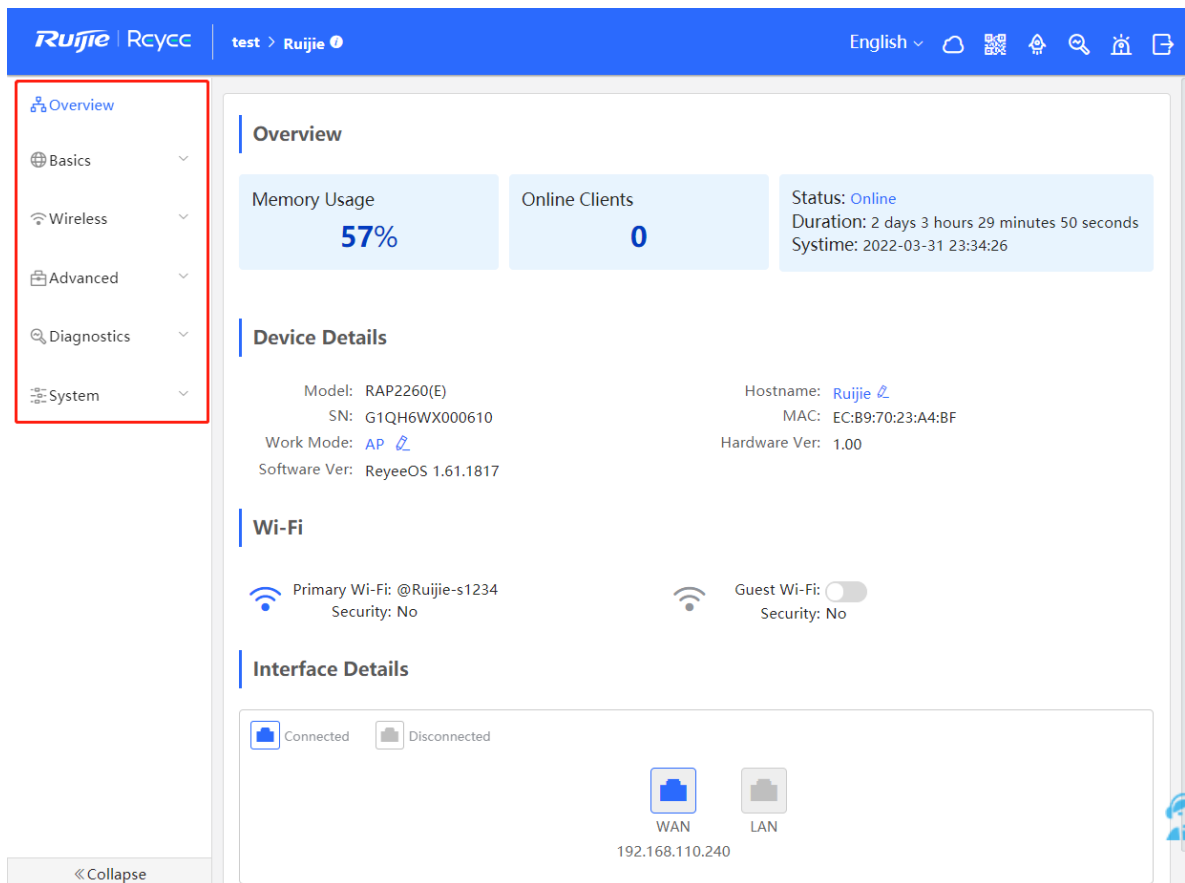 Ruijie | Reyee
test > Ruijie
English
Overview
Basics
Wireless
Advanced
Diagnostics
System
Collapse
Overview
Memory Usage
57%
Online Clients
0
Status: Online
Duration: 2 days 3 hours 29 minutes 50 seconds
Systime: 2022-03-31 23:34:26
Device Details
Model: RAP2260(E)
Hostname: Ruijie
SN: G1QH6WX000610
MAC: EC:B9:70:23:A4:BF
Work Mode: AP
Hardware Ver: 1.00
Software Ver: ReyeeOS 1.61.1817
Wi-Fi
Primary Wi-Fi: @Ruijie-s1234
Security: No
Guest Wi-Fi:
Security: No
Interface Details
Connected
Disconnected
WAN
LAN
192.168.110.240